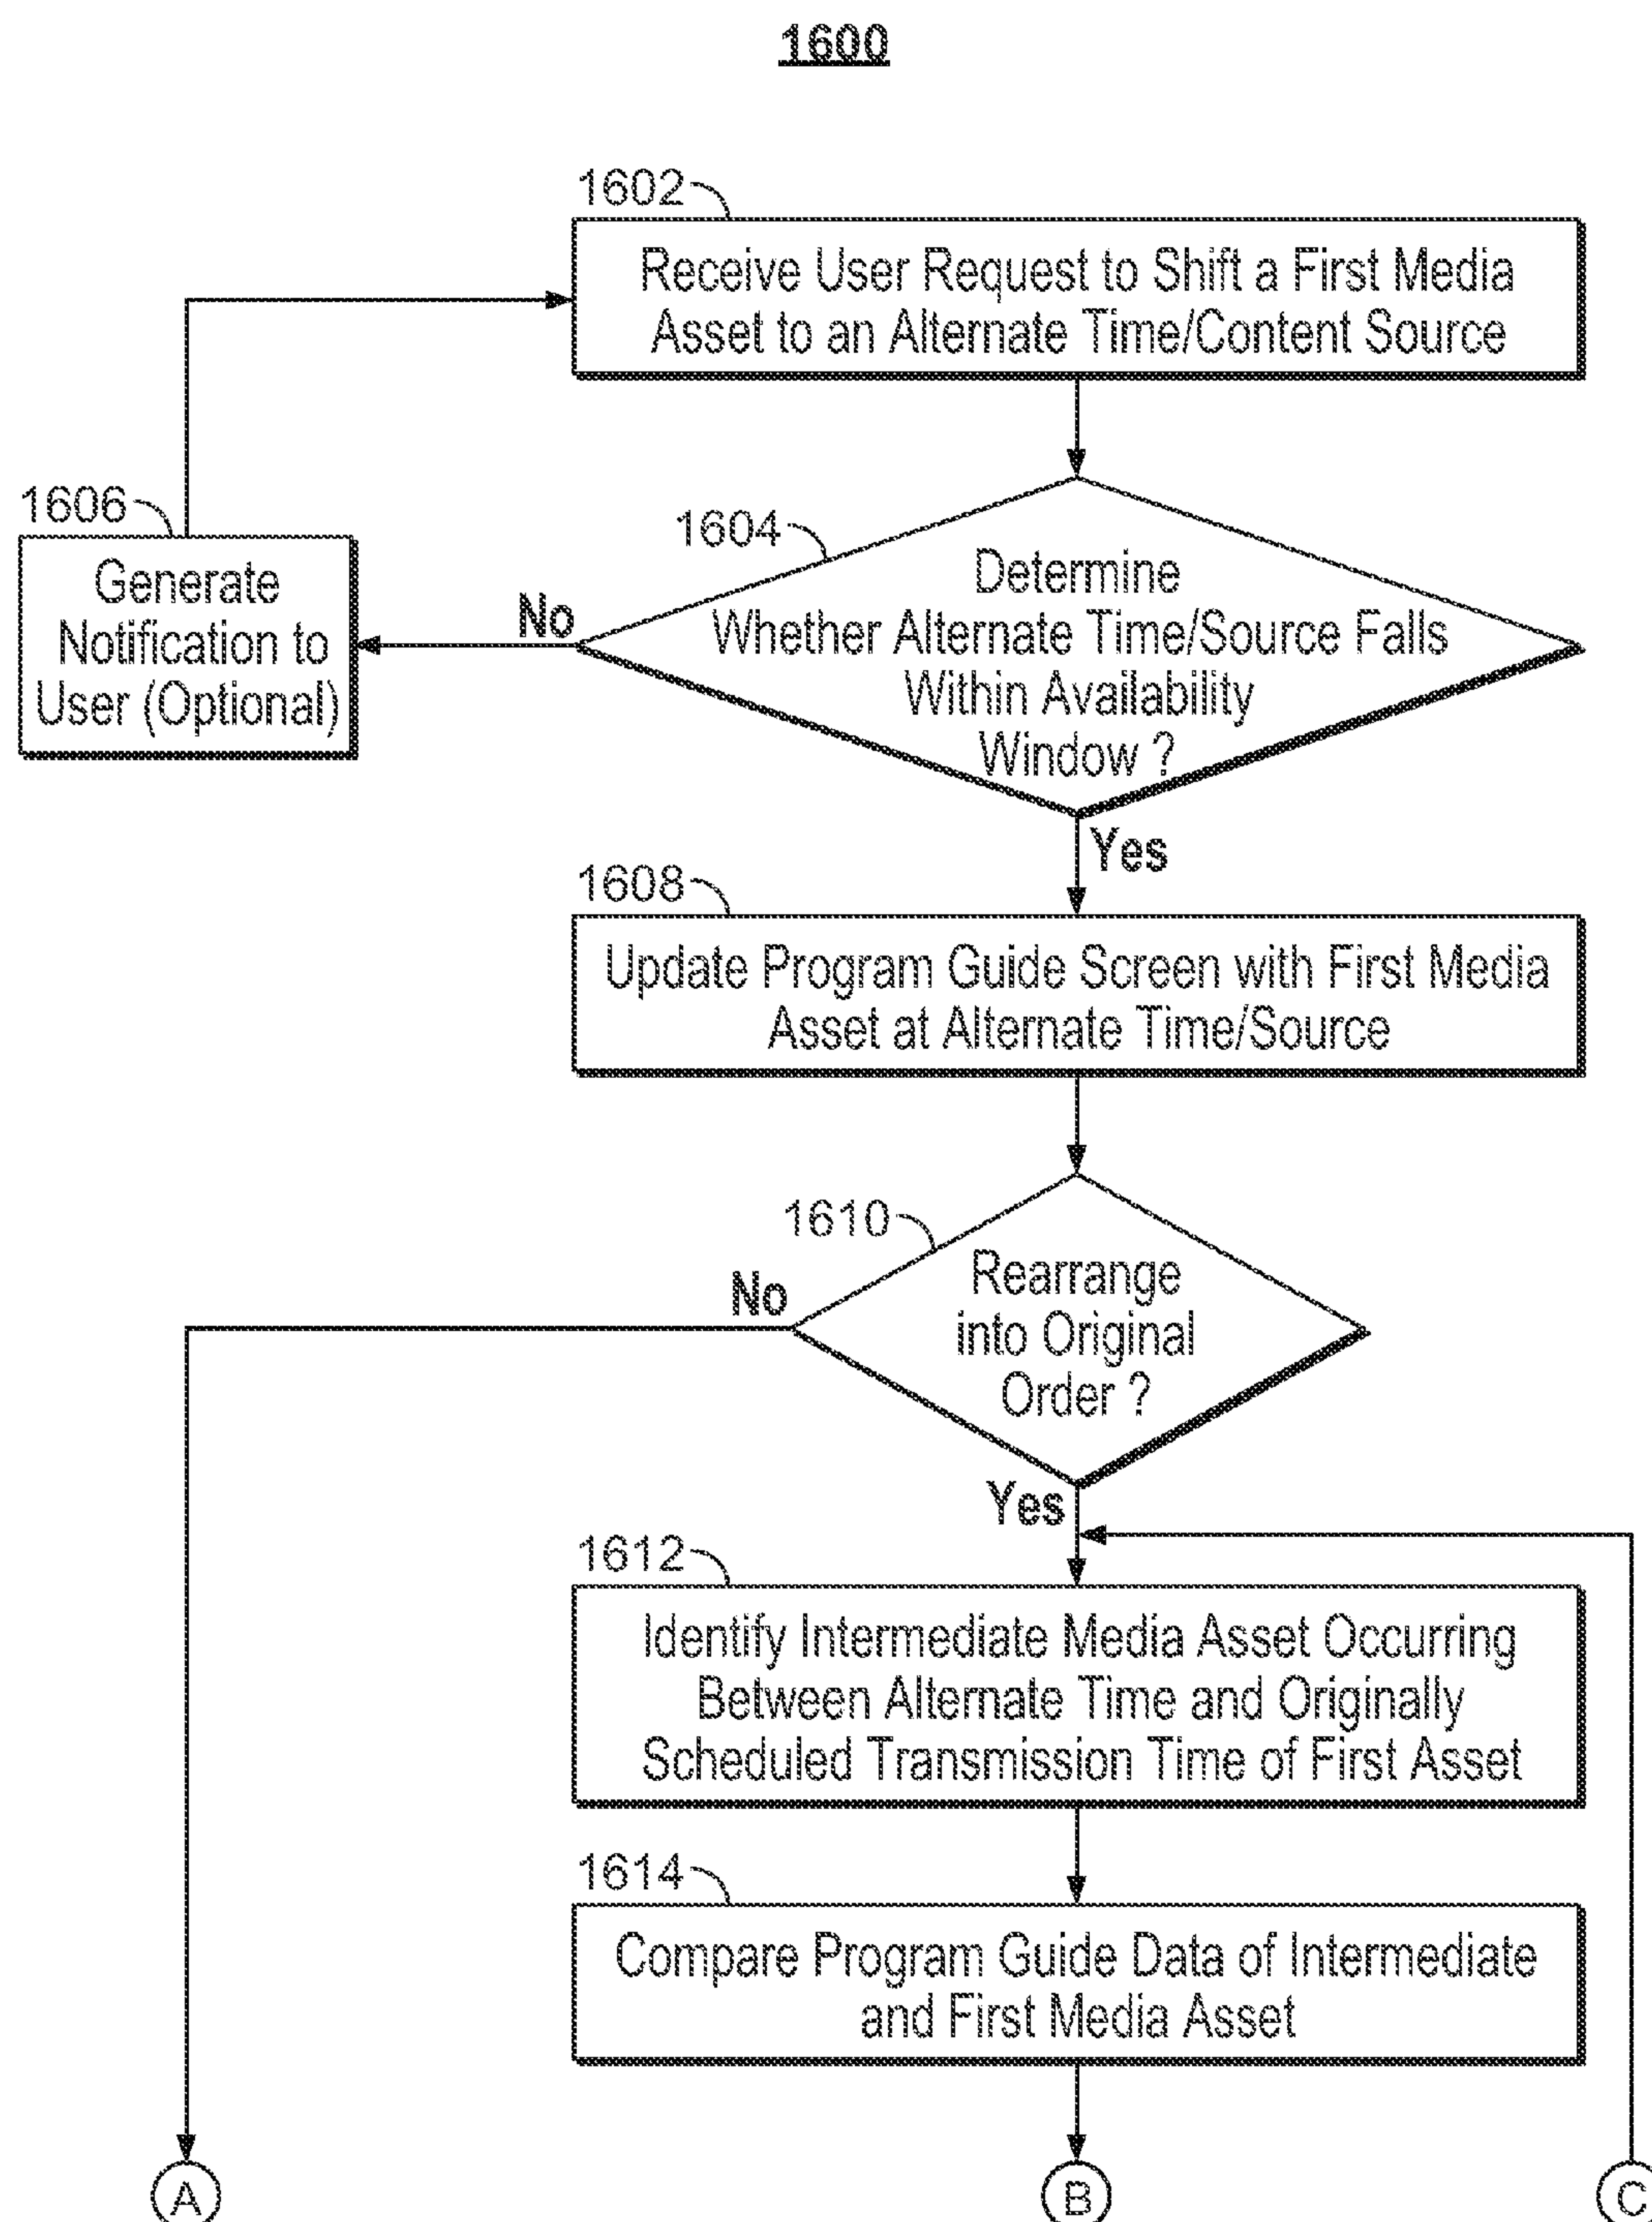 1600
1602
Receive User Request to Shift a First Media
Asset to an Alternate Time/Content Source
1606
Generate
Notification to
User (Optional)
No
1604
Determine
Whether Alternate Time/Source Falls
Within Availability
Window ?
Yes
1608
Update Program Guide Screen with First Media
Asset at Alternate Time/Source
1610
Rearrange
into Original
Order ?
No
Yes
1612
Identify Intermediate Media Asset Occurring
Between Alternate Time and Originally
Scheduled Transmission Time of First Asset
1614
Compare Program Guide Data of Intermediate
and First Media Asset
A
B
C